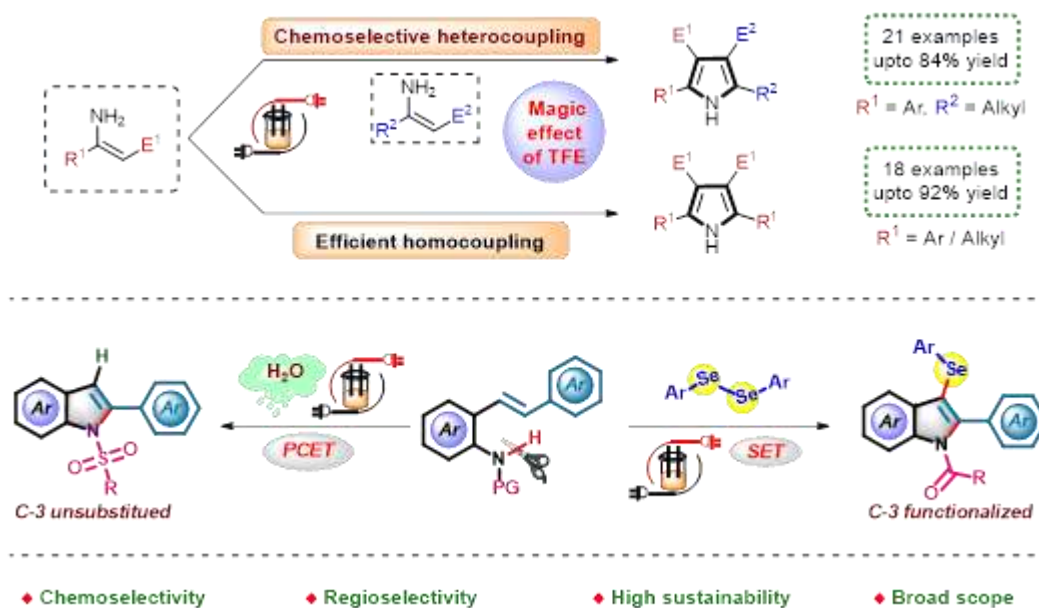 Chemoselective heterocoupling
NH₂
R¹
E¹
NH₂
R²
E²
Magic
effect
of TFE
Efficient homocoupling
E¹
E²
R¹
N
H
R²
21 examples
upto 84% yield
R¹ = Ar, R² = Alkyl
E¹
E¹
R¹
N
H
R¹
18 examples
upto 92% yield
R¹ = Ar / Alkyl
H
Ar
Ar
N
O
S
O
R
C-3 unsubstitued
H₂O
PCET
Ar
Ar
N
H
PG
Ar
Se
Se
Ar
SET
Ar
Se
Ar
Ar
N
O
R
C-3 functionalized
Chemoselectivity
Regioselectivity
High sustainability
Broad scope